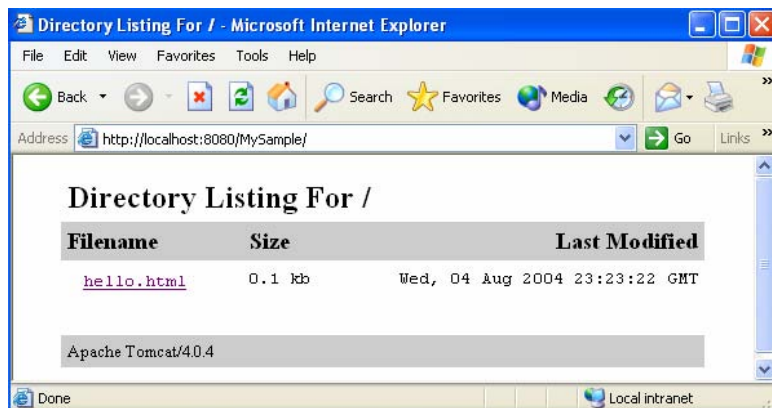 Directory Listing For / - Microsoft Internet Explorer
File Edit View Favorites Tools Help
Back Search Favorites Media »
Address http://localhost:8080/MySample/ Go Links »
Directory Listing For /
Filename Size Last Modified
hello.html 0.1 kb Wed, 04 Aug 2004 23:23:22 GMT
Apache Tomcat/4.0.4
Done Local intranet